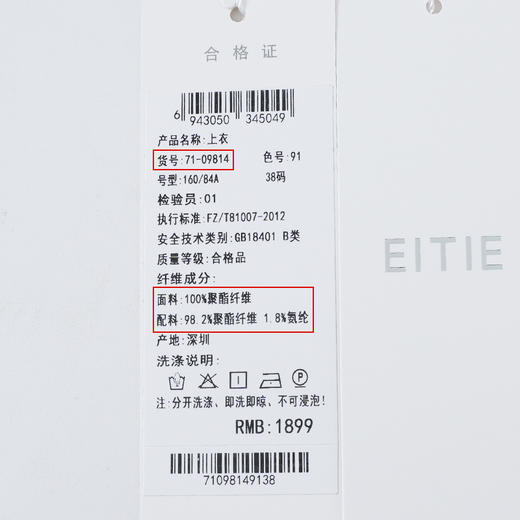 合格证
6 943050 345049
产品名称:上衣
货号:71-09814 色号:91
号型:160/84A 38码
检验员:01
执行标准:FZ/T81007-2012
安全技术类别:GB18401 B类
质量等级:合格品
纤维成分:
面料:100%聚酯纤维
配料:98.2%聚酯纤维 1.8%氨纶
产地:深圳
洗涤说明:
注:分开洗涤、即洗即晾、不可浸泡!
RMB:1899
71098149138
EITIE